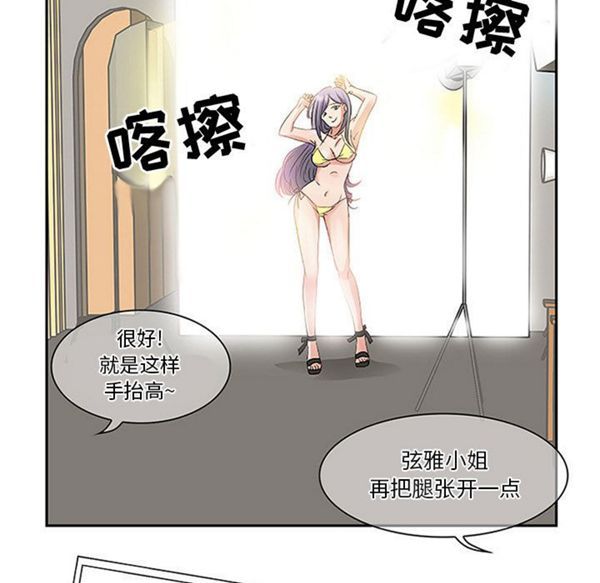 喀擦
喀擦
很好!
就是这样
手抬高~
弦雅小姐
再把腿张开一点